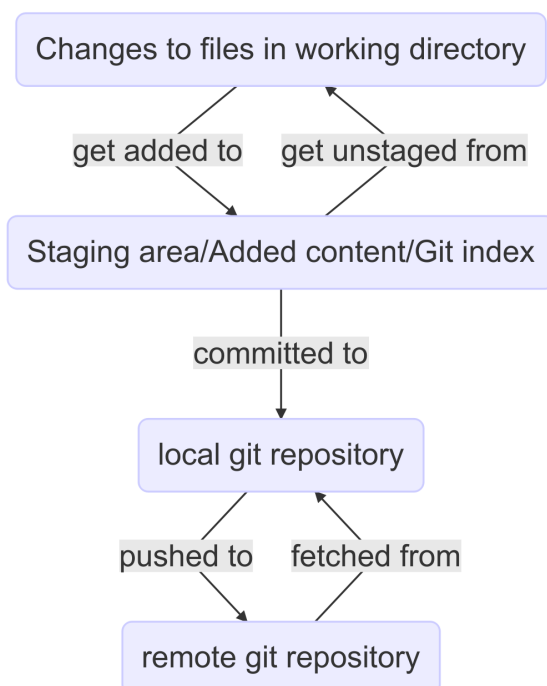 Changes to files in working directory
get added to
get unstaged from
Staging area/Added content/Git index
committed to
local git repository
pushed to
fetched from
remote git repository